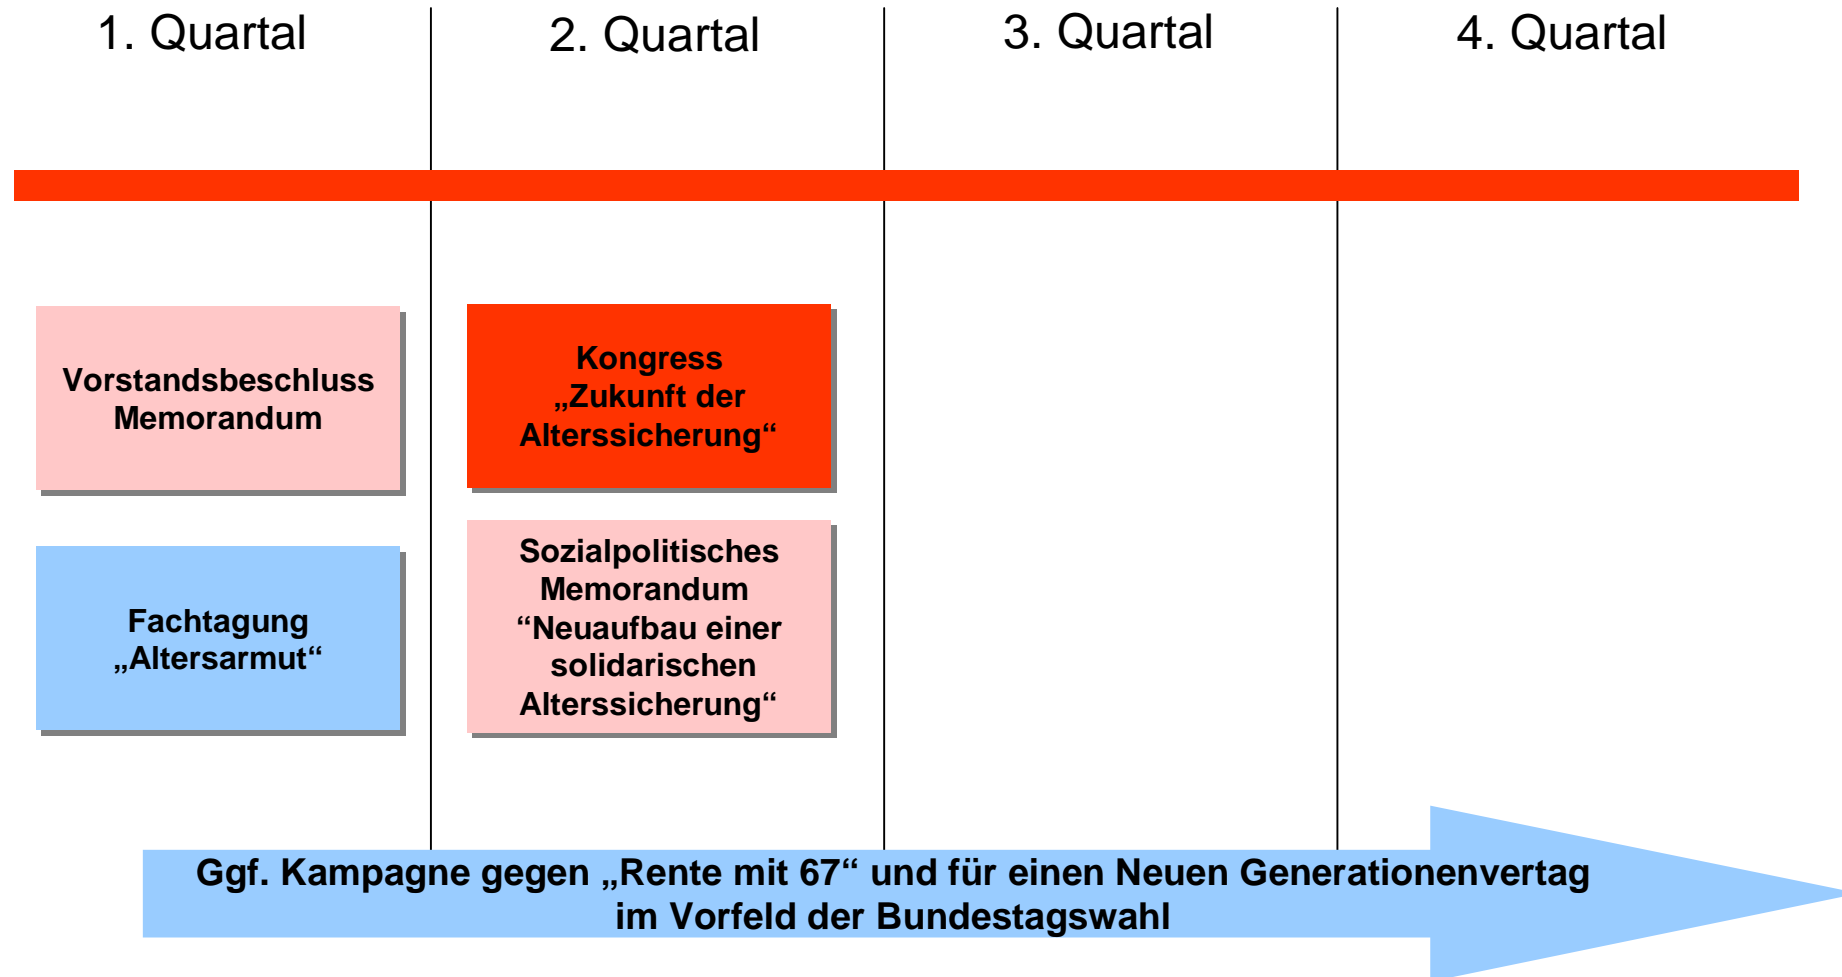 1. Quartal
2. Quartal
3. Quartal
4. Quartal
Vorstandsbeschluss
Memorandum
Kongress
„Zukunft der
Alterssicherung“
Fachtagung
„Altersarmut“
Sozialpolitisches
Memorandum
“Neuaufbau einer
solidarischen
Alterssicherung“
Ggf. Kampagne gegen „Rente mit 67“ und für einen Neuen Generationenvertag
im Vorfeld der Bundestagswahl